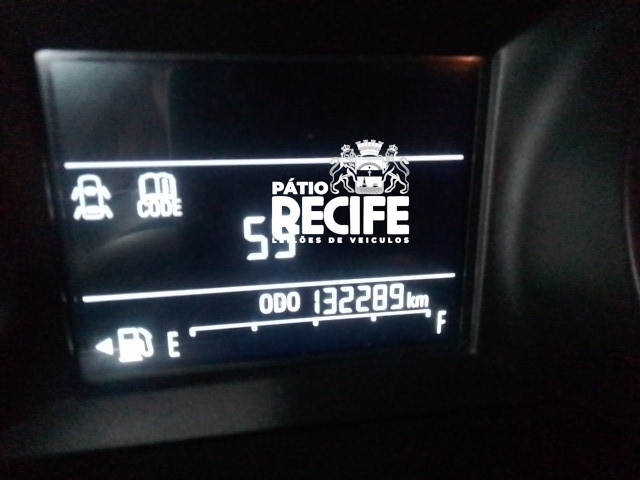 CODE
PÁTIO
RECIFE
LEILÕES DE VEICULOS
ODO 132289 km
E F